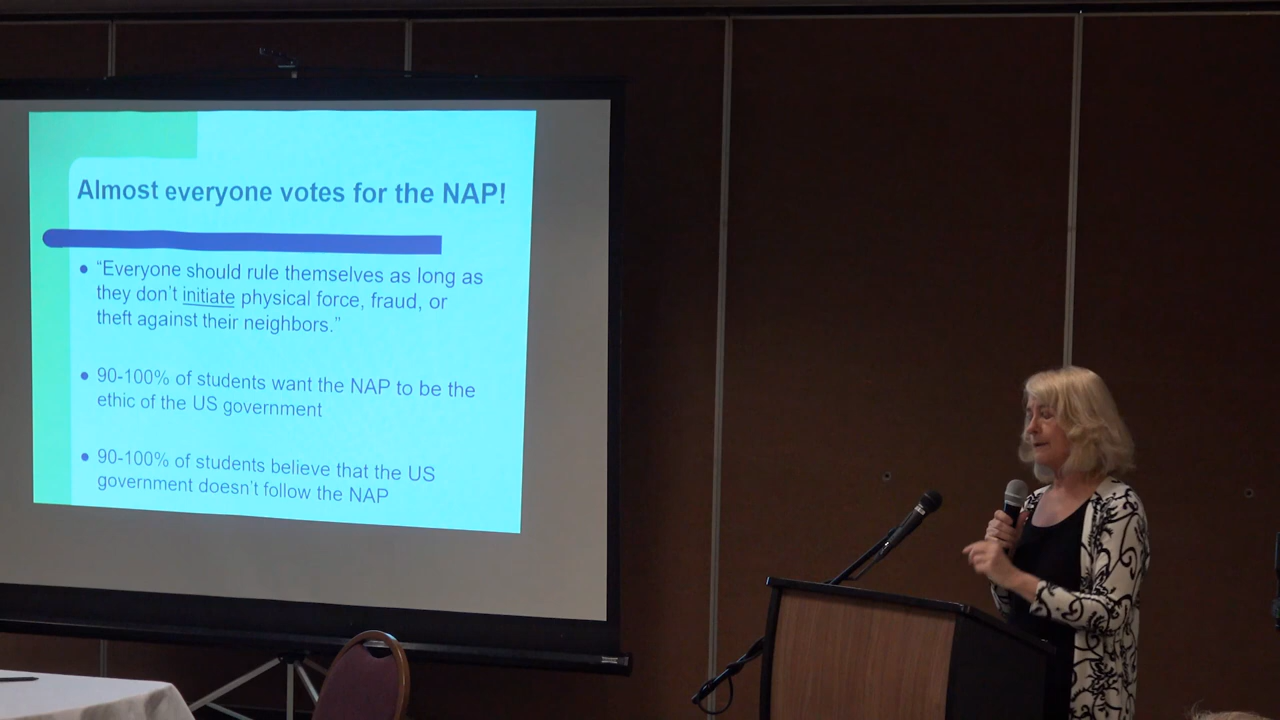 Almost everyone votes for the NAP!
• “Everyone should rule themselves as long as
they don’t initiate physical force, fraud, or
theft against their neighbors.”
• 90-100% of students want the NAP to be the
ethic of the US government
• 90-100% of students believe that the US
government doesn’t follow the NAP